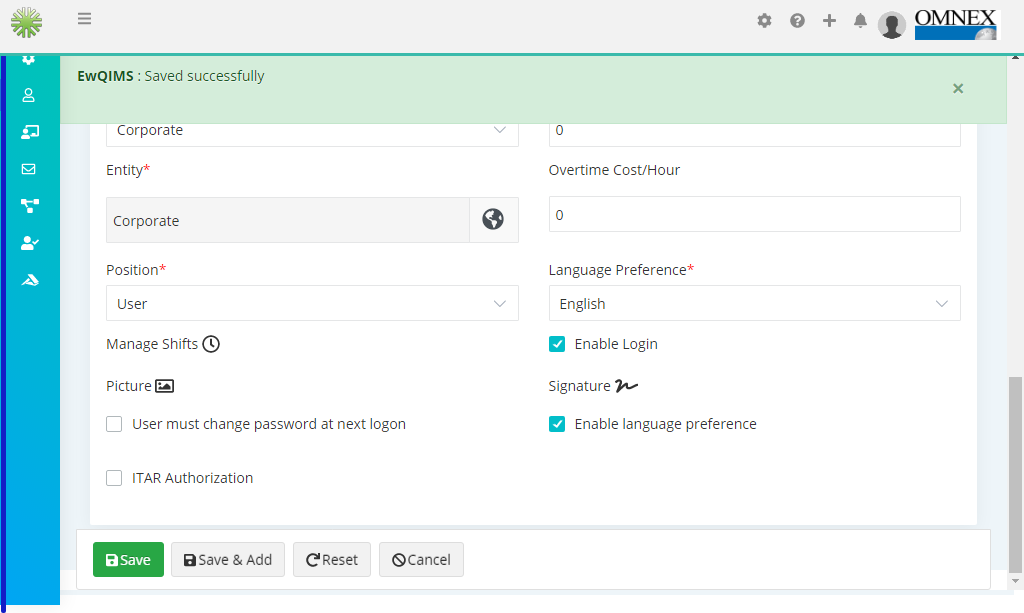 OMNEX
EwQIMS : Saved successfully
×
Corporate
0
Entity*
Overtime Cost/Hour
Corporate
0
Position*
Language Preference*
User
English
Manage Shifts
Enable Login
Picture
Signature
User must change password at next logon
Enable language preference
ITAR Authorization
Save
Save & Add
Reset
Cancel